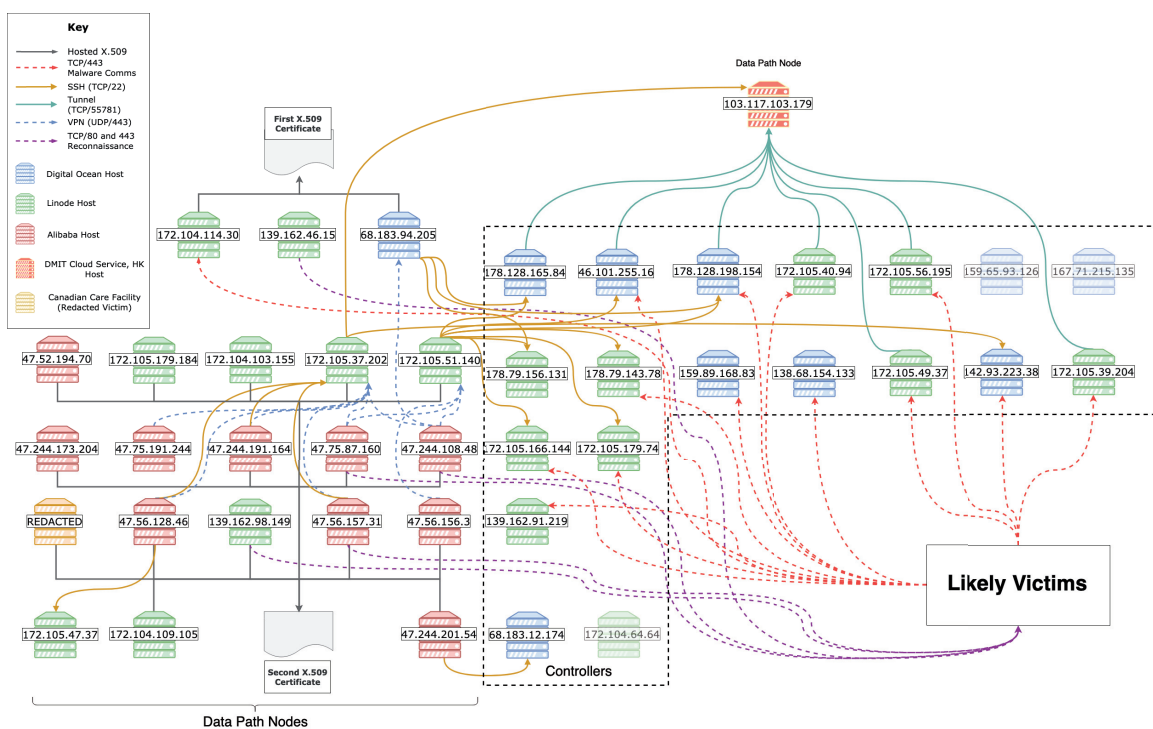 Key
Hosted X.509
TCP/443
Malware Comms
SSH (TCP/22)
Tunnel
(TCP/55781)
VPN (UDP/443)
TCP/80 and 443
Reconnaissance
Digital Ocean Host
Linode Host
Alibaba Host
DMIT Cloud Service, HK
Host
Canadian Care Facility
(Redacted Victim)
Data Path Node
103.117.103.179
First X.509
Certificate
172.104.114.30
139.162.46.15
68.183.94.205
178.128.165.84
46.101.255.16
178.128.198.154
172.105.40.94
172.105.56.195
159.65.93.126
167.71.215.135
47.52.194.70
172.105.179.184
172.104.103.155
172.105.37.202
172.105.51.140
178.79.156.131
178.79.143.78
159.89.168.83
138.68.154.133
172.105.49.37
142.93.223.38
172.105.39.204
47.244.173.204
47.75.191.244
47.244.191.164
47.75.87.160
47.244.108.48
172.105.166.144
172.105.179.74
REDACTED
47.56.128.46
139.162.98.149
47.56.157.31
47.56.156.3
139.162.91.219
Likely Victims
172.105.47.37
172.104.109.105
47.244.201.54
68.183.12.174
172.104.64.64
Second X.509
Certificate
Controllers
Data Path Nodes